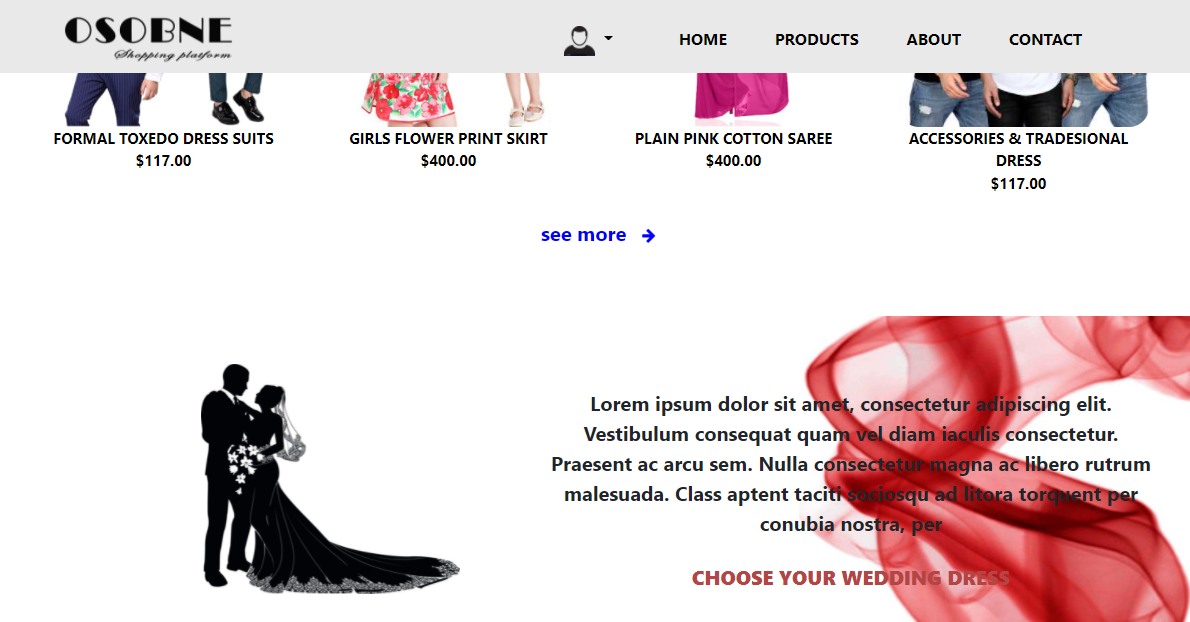 OSOBNE
Shopping platform
HOME PRODUCTS ABOUT CONTACT
FORMAL TOXEDO DRESS SUITS
$117.00
GIRLS FLOWER PRINT SKIRT
$400.00
PLAIN PINK COTTON SAREE
$400.00
ACCESSORIES & TRADESIONAL
DRESS
$117.00
see more
Lorem ipsum dolor sit amet, consectetur adipiscing elit.
Vestibulum consequat quam vel diam iaculis consectetur.
Praesent ac arcu sem. Nulla consectetur magna ac libero rutrum
malesuada. Class aptent taciti sociosqu ad litora torquent per
conubia nostra, per
CHOOSE YOUR WEDDING DRESS